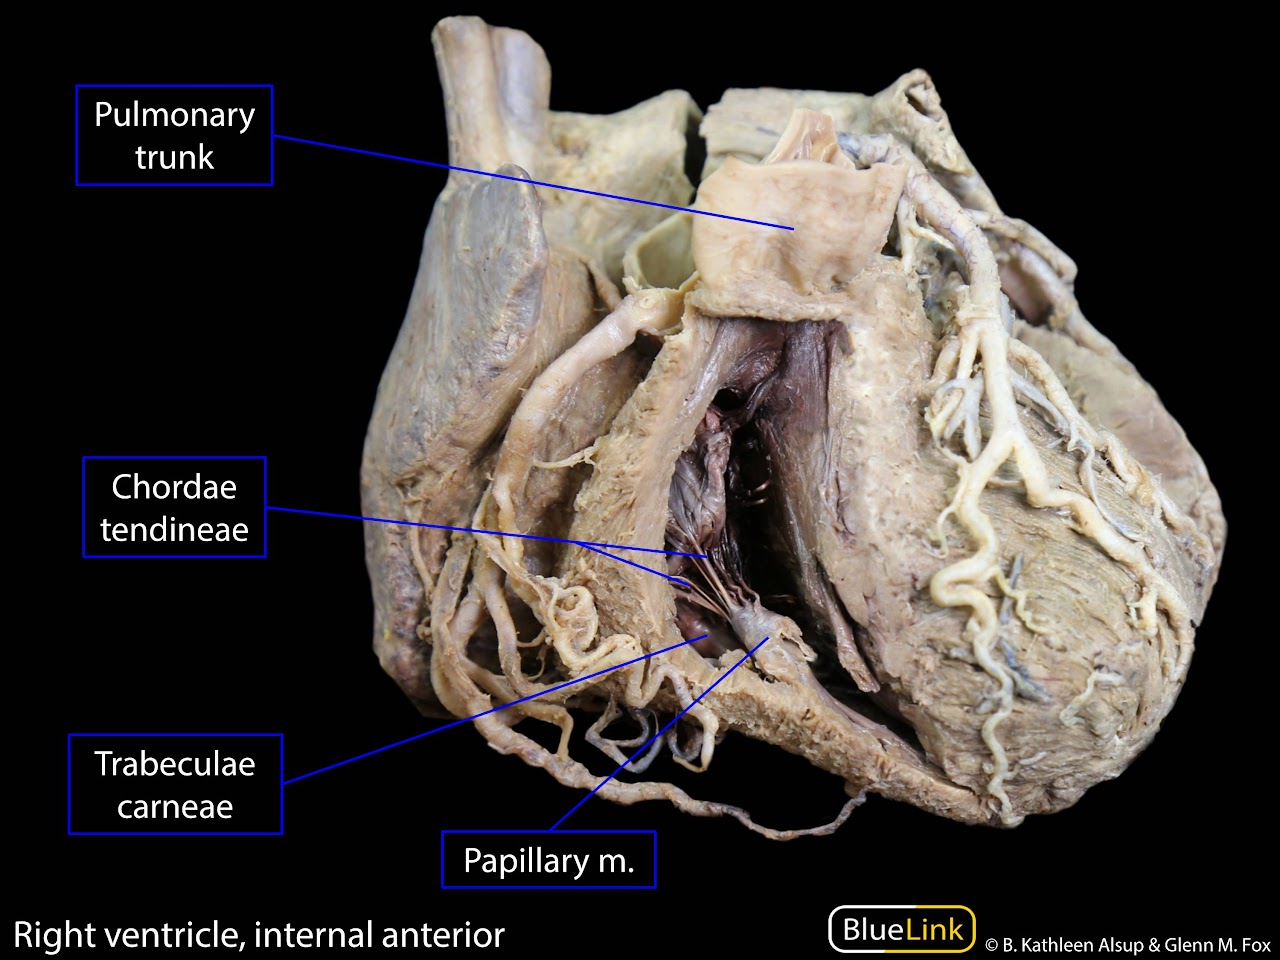 Pulmonary
trunk
Chordae
tendineae
Trabeculae
carneae
Papillary m.
Right ventricle, internal anterior
BlueLink
© B. Kathleen Alsup & Glenn M. Fox